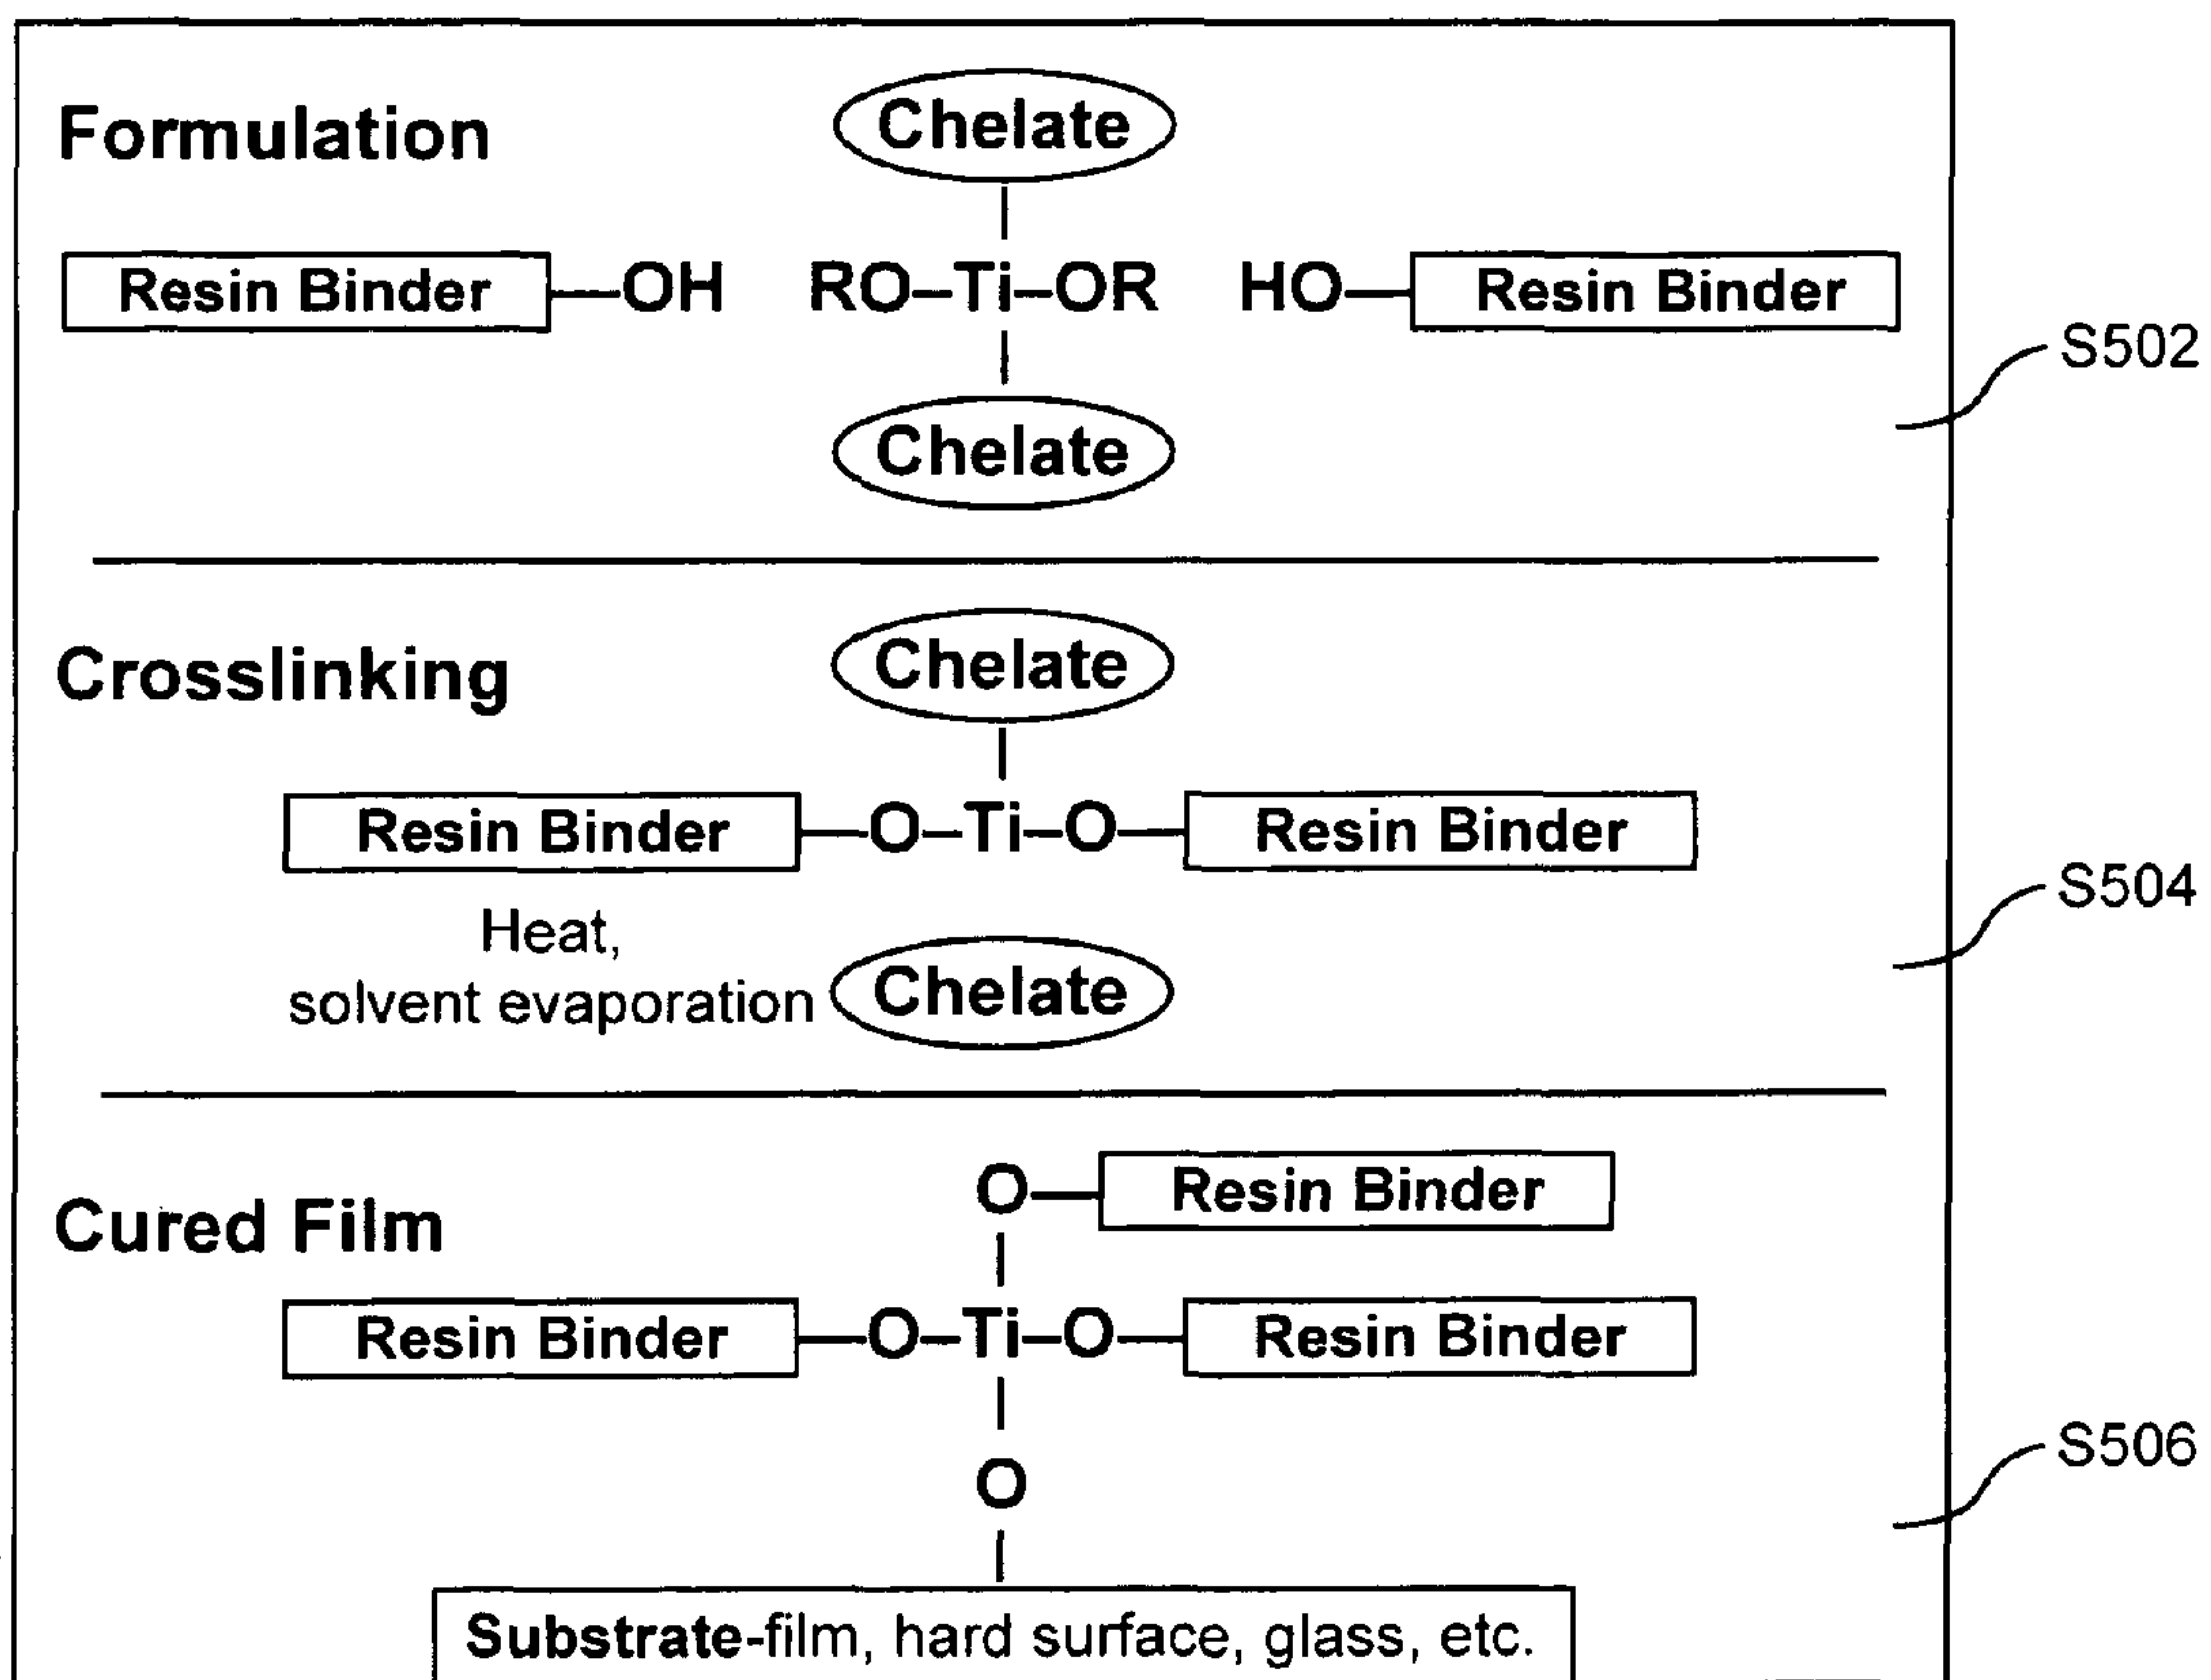 Formulation
Chelate
Resin Binder—OH RO–Ti–OR HO—Resin Binder
S502
Chelate
Crosslinking
Chelate
Resin Binder—O–Ti–O—Resin Binder
S504
Heat,
solvent evaporation
Chelate
Cured Film
O—Resin Binder
Resin Binder—O–Ti–O—Resin Binder
S506
O
Substrate-film, hard surface, glass, etc.